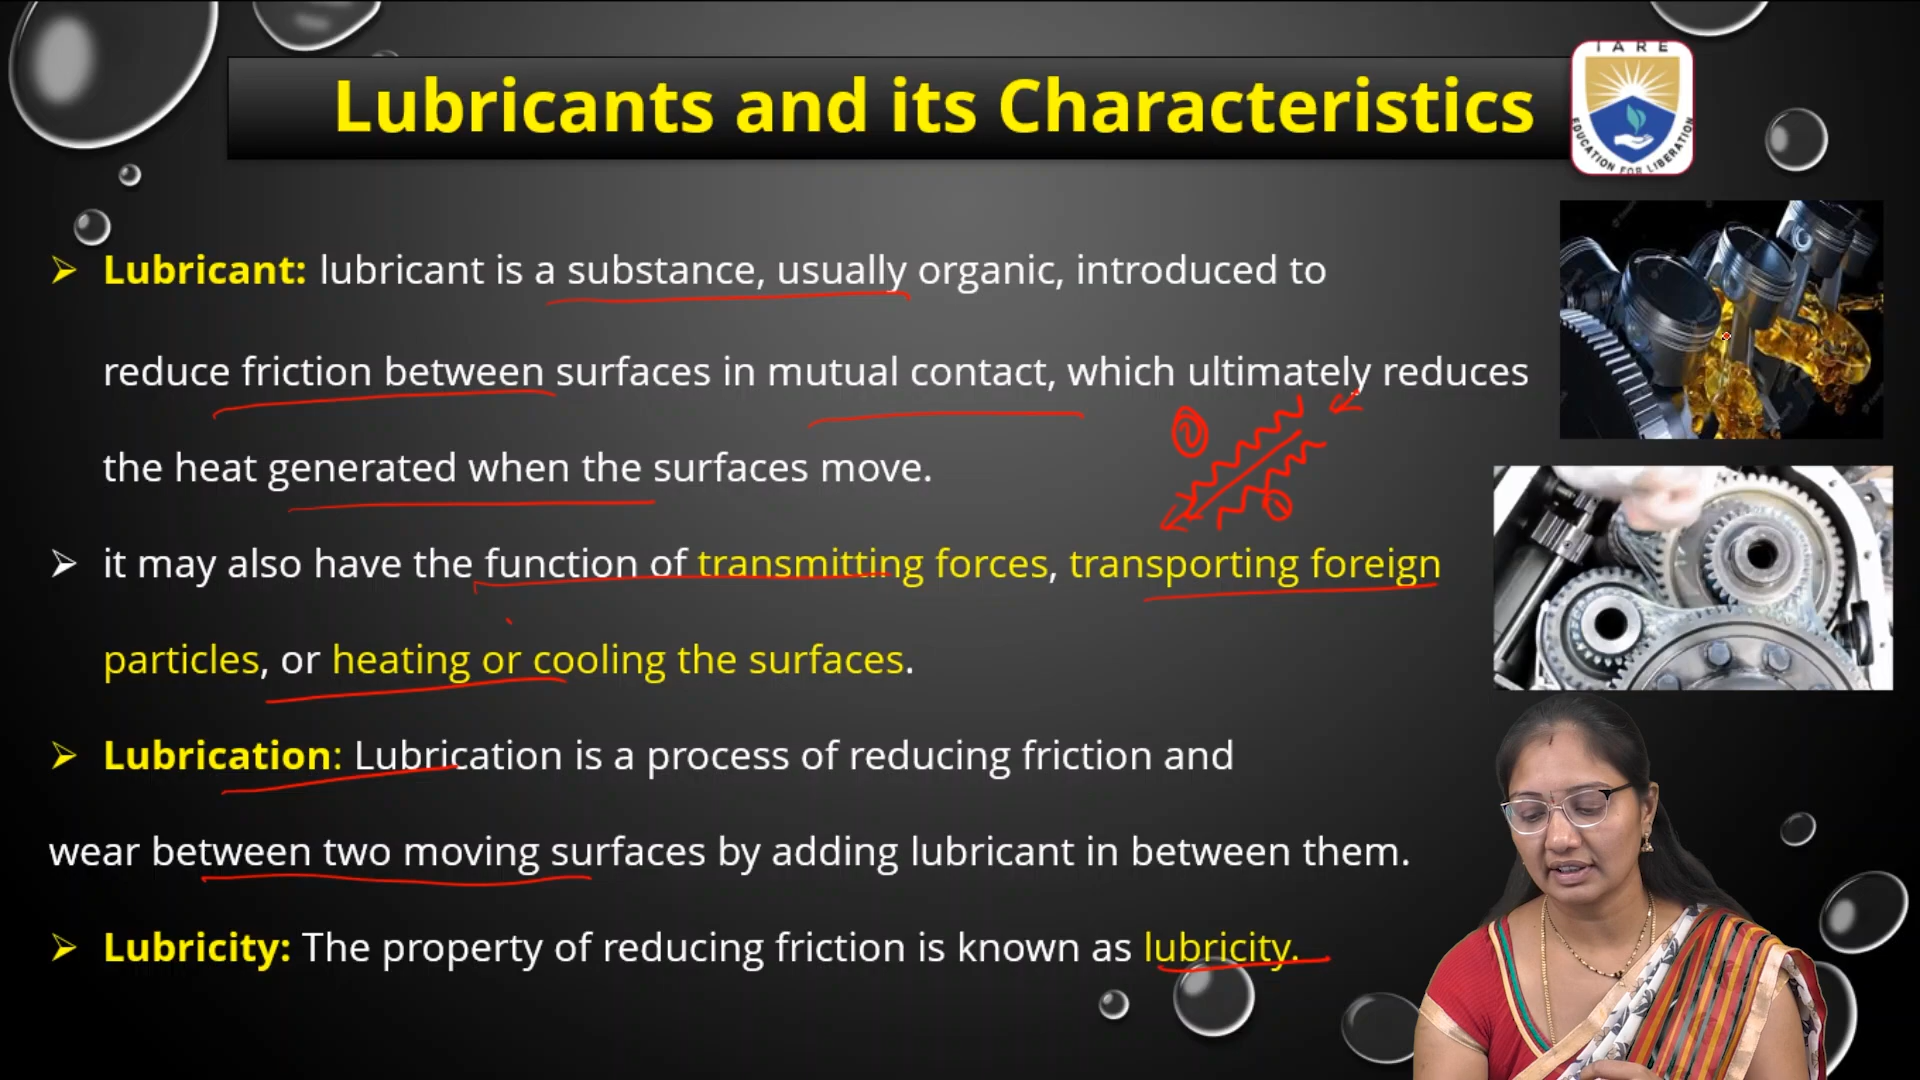 IARE
Lubricants and its Characteristics
EDUCATION FOR LIBERATION
Lubricant: lubricant is a substance, usually organic, introduced to
reduce friction between surfaces in mutual contact, which ultimately reduces
the heat generated when the surfaces move.
it may also have the function of transmitting forces, transporting foreign
particles, or heating or cooling the surfaces.
Lubrication: Lubrication is a process of reducing friction and
wear between two moving surfaces by adding lubricant in between them.
Lubricity: The property of reducing friction is known as lubricity.